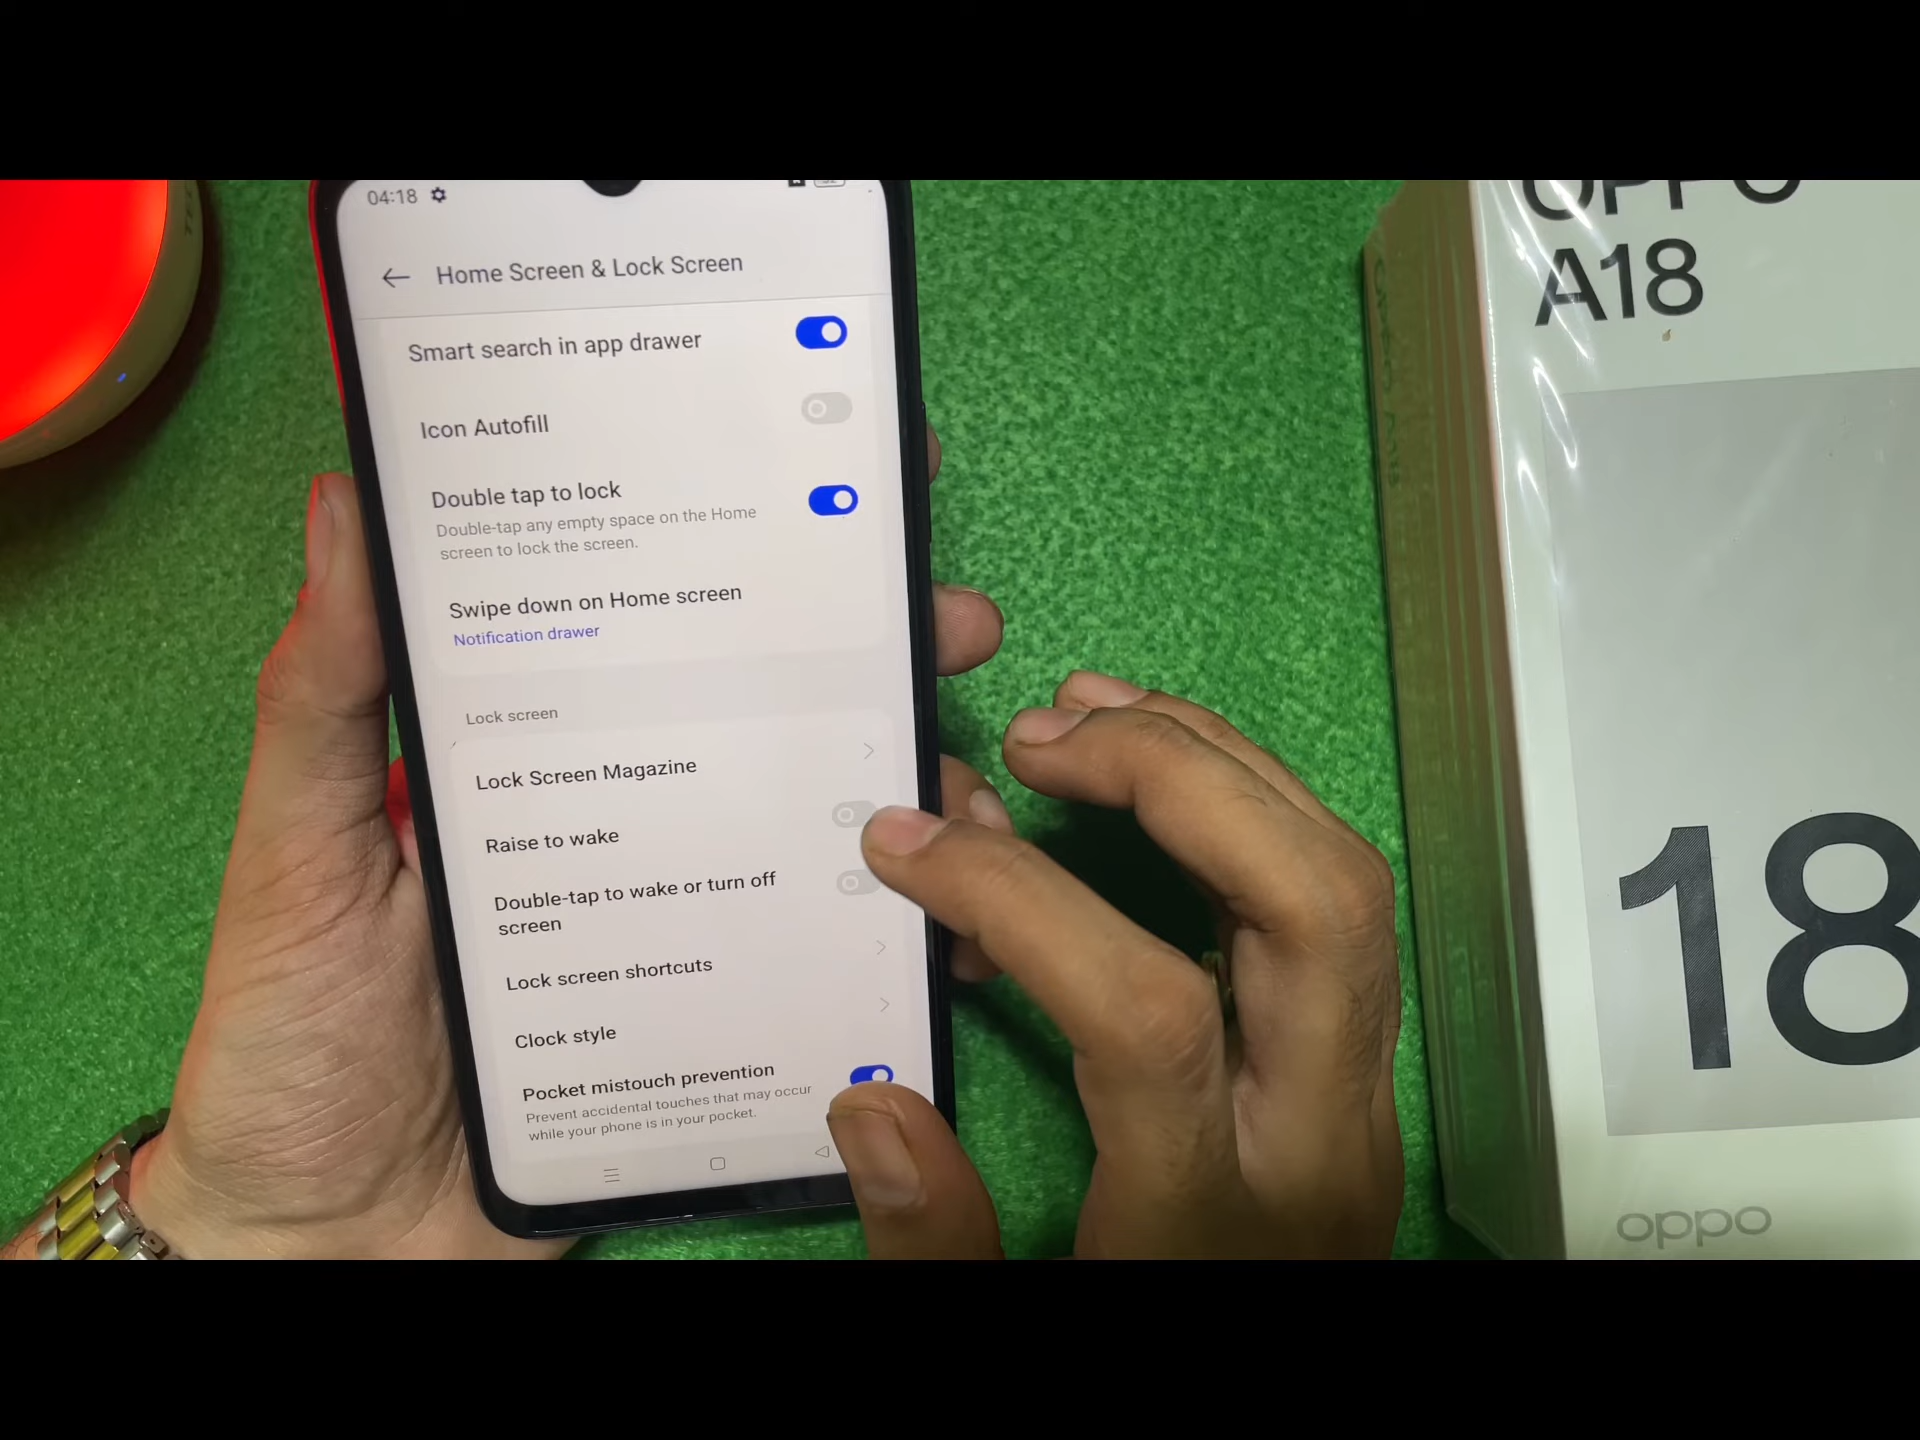 04:18
Home Screen & Lock Screen
Smart search in app drawer
Icon Autofill
Double tap to lock
Double-tap any empty space on the Home
screen to lock the screen.
Swipe down on Home screen
Notification drawer
Lock screen
Lock Screen Magazine
Raise to wake
Double-tap to wake or turn off
screen
Lock screen shortcuts
Clock style
Pocket mistouch prevention
Prevent accidental touches that may occur
while your phone is in your pocket.
OPPO
A18
18
oppo